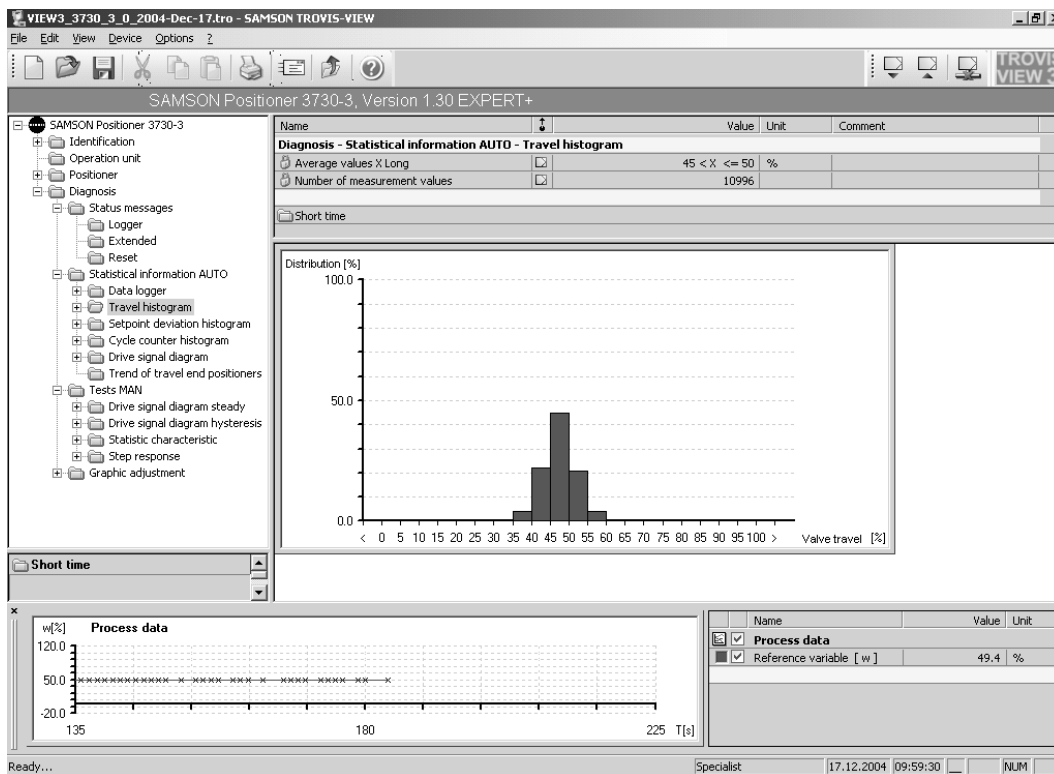 VIEW3_3730_3_0_2004-Dec-17.tro - SAMSON TROVIS-VIEW
File Edit View Device Options ?
TROVIS
VIEW 3
SAMSON Positioner 3730-3, Version 1.30 EXPERT+
SAMSON Positioner 3730-3
Identification
Operation unit
Positioner
Diagnosis
Status messages
Logger
Extended
Reset
Statistical information AUTO
Data logger
Travel histogram
Setpoint deviation histogram
Cycle counter histogram
Drive signal diagram
Trend of travel end positioners
Tests MAN
Drive signal diagram steady
Drive signal diagram hysteresis
Statistic characteristic
Step response
Graphic adjustment
Short time
Name Value Unit Comment
Diagnosis - Statistical information AUTO - Travel histogram
Average values X Long 45 < X <= 50 %
Number of measurement values 10996
Short time
Distribution [%]
100.0
50.0
0.0
< 0 5 10 15 20 25 30 35 40 45 50 55 60 65 70 75 80 85 90 95 100 > Valve travel [%]
w[%] Process data
120.0
50.0
-20.0
135 180 225 T[s]
Name Value Unit
Process data
Reference variable [ w ] 49.4 %
Ready... Specialist 17.12.2004 09:59:30 NUM